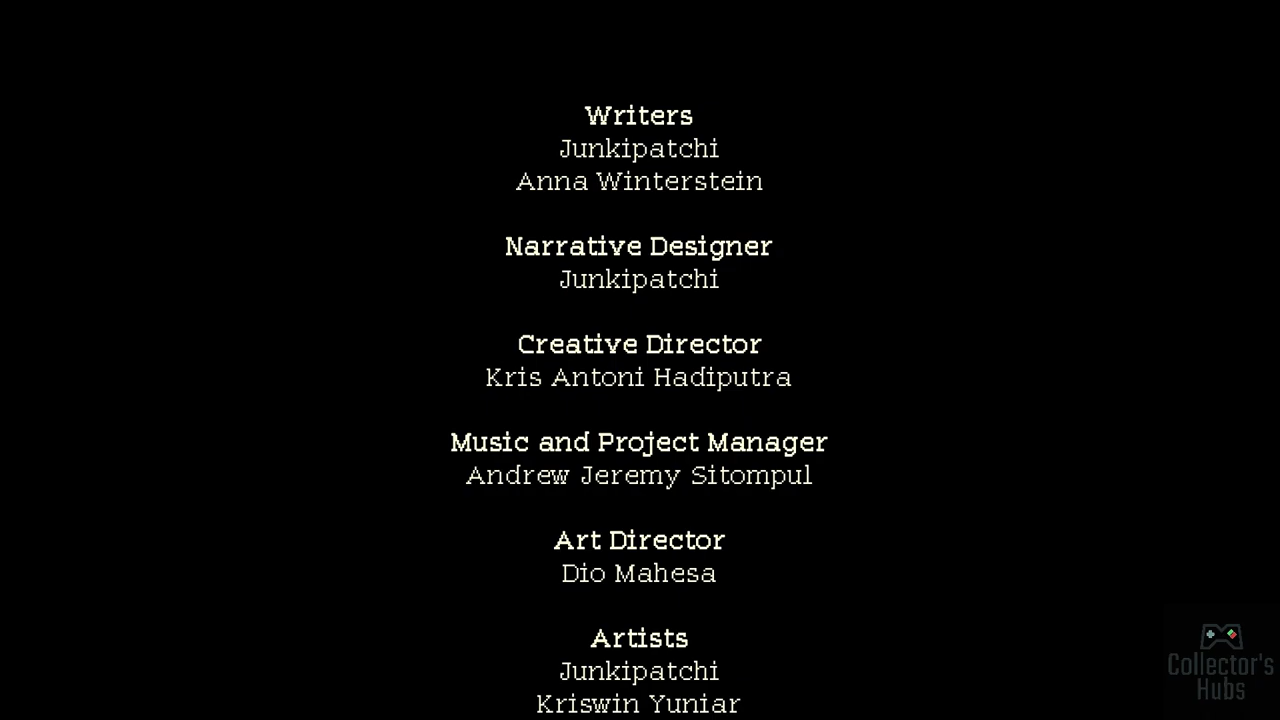 Writers
Junkipatchi
Anna Winterstein
Narrative Designer
Junkipatchi
Creative Director
Kris Antoni Hadiputra
Music and Project Manager
Andrew Jeremy Sitompul
Art Director
Dio Mahesa
Artists
Junkipatchi
Kriswin Yuniar
Collector's
Hubs